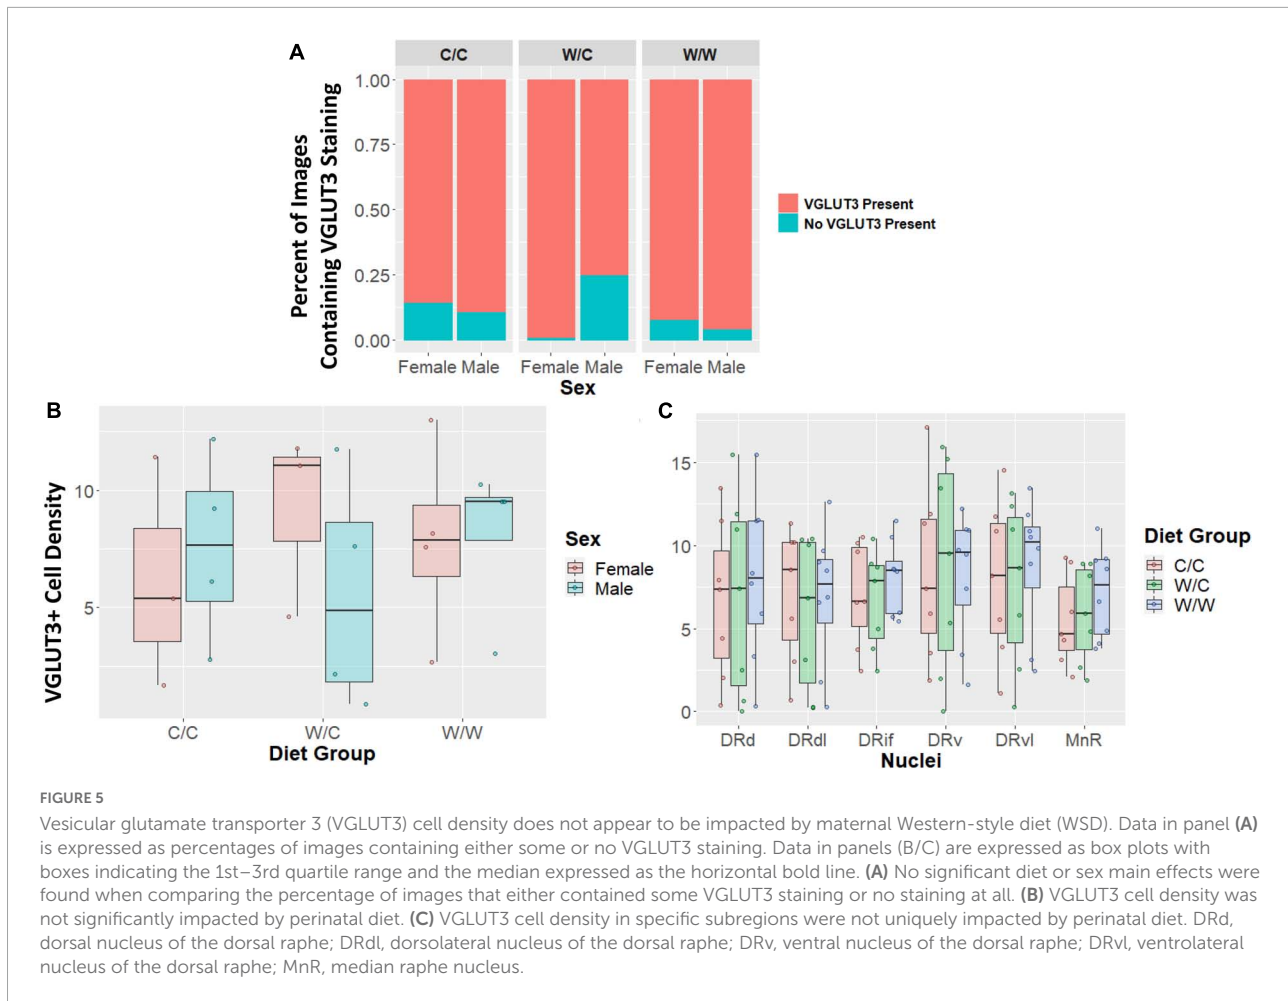 A
C/C W/C W/W
Percent of Images
Containing VGLUT3 Staining
1.00
0.75
0.50
0.25
0.00
Female Male Female Male Female Male
Sex
VGLUT3 Present
No VGLUT3 Present
B
VGLUT3+ Cell Density
10
5
C/C W/C W/W
Diet Group
Sex
Female
Male
C
15
10
5
0
DRd DRdl DRif DRv DRvl MnR
Nuclei
Diet Group
C/C
W/C
W/W
FIGURE 5
Vesicular glutamate transporter 3 (VGLUT3) cell density does not appear to be impacted by maternal Western-style diet (WSD). Data in panel (A)
is expressed as percentages of images containing either some or no VGLUT3 staining. Data in panels (B/C) are expressed as box plots with
boxes indicating the 1st–3rd quartile range and the median expressed as the horizontal bold line. (A) No significant diet or sex main effects were
found when comparing the percentage of images that either contained some VGLUT3 staining or no staining at all. (B) VGLUT3 cell density was
not significantly impacted by perinatal diet. (C) VGLUT3 cell density in specific subregions were not uniquely impacted by perinatal diet. DRd,
dorsal nucleus of the dorsal raphe; DRdl, dorsolateral nucleus of the dorsal raphe; DRv, ventral nucleus of the dorsal raphe; DRvl, ventrolateral
nucleus of the dorsal raphe; MnR, median raphe nucleus.